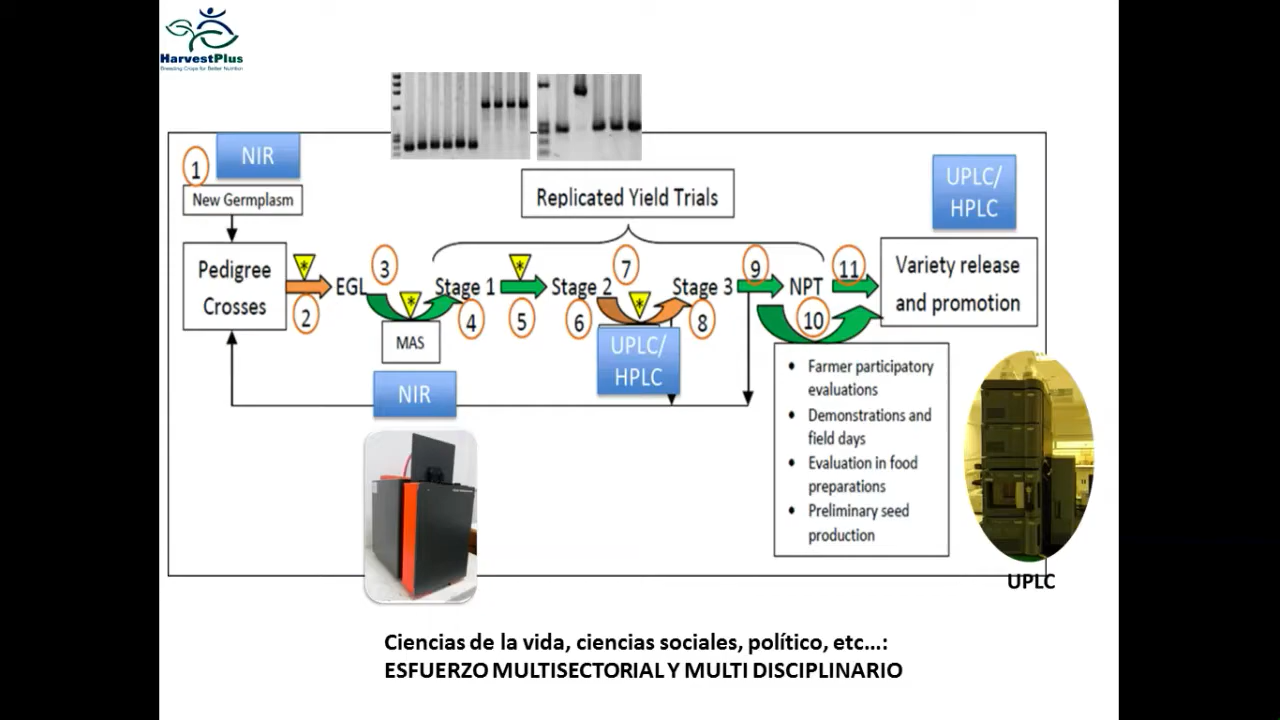 HarvestPlus
Breeding Crops for Better Nutrition
1
NIR
New Germplasm
Replicated Yield Trials
UPLC/
HPLC
Pedigree
Crosses
*
2
EGL
3
*
MAS
NIR
Stage 1
4
*
5
Stage 2
6
7
*
UPLC/
HPLC
Stage 3
8
9
NPT
10
11
Variety release
and promotion
• Farmer participatory
evaluations
• Demonstrations and
field days
• Evaluation in food
preparations
• Preliminary seed
production
UPLC
Ciencias de la vida, ciencias sociales, político, etc...:
ESFUERZO MULTISECTORIAL Y MULTI DISCIPLINARIO